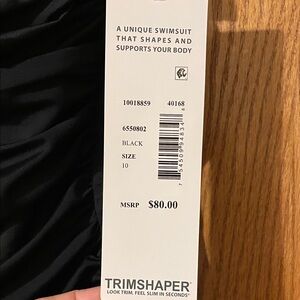 A UNIQUE SWIMSUIT
THAT SHAPES AND
SUPPORTS YOUR BODY
10018859 40168
6550802
BLACK
SIZE
10
MSRP $80.00
TRIMSHAPER
LOOK TRIM. FEEL SLIM IN SECONDS